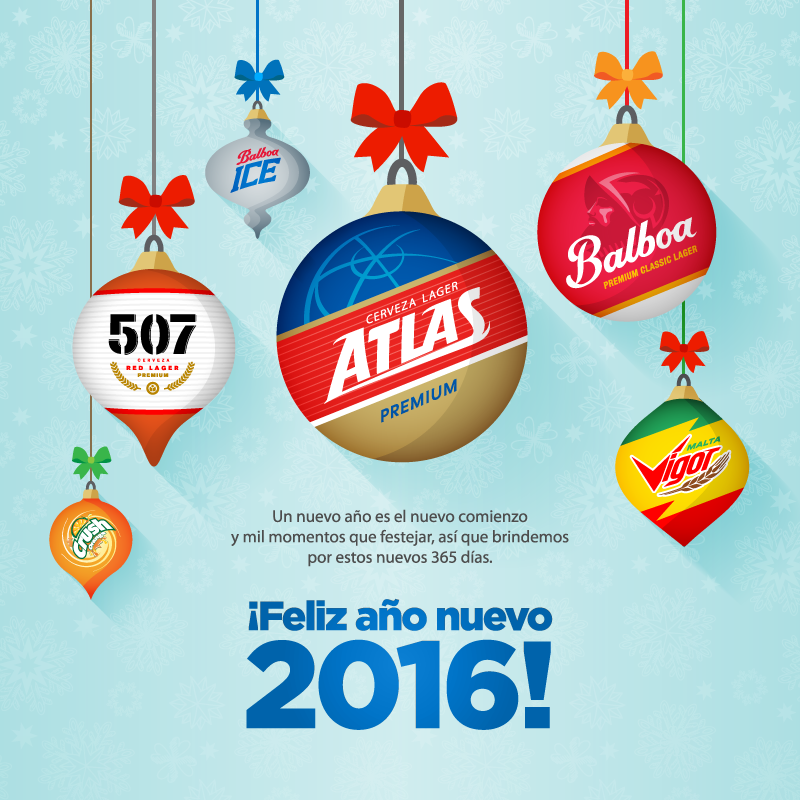 Balboa
ICE
507
CERVEZA
RED LAGER
PREMIUM
CERVEZA LAGER
ATLAS
PREMIUM
Balboa
PREMIUM CLASSIC LAGER
MALTA
Vigor
Crush
Un nuevo año es el nuevo comienzo
y mil momentos que festejar, así que brindemos
por estos nuevos 365 días.
¡Feliz año nuevo
2016!